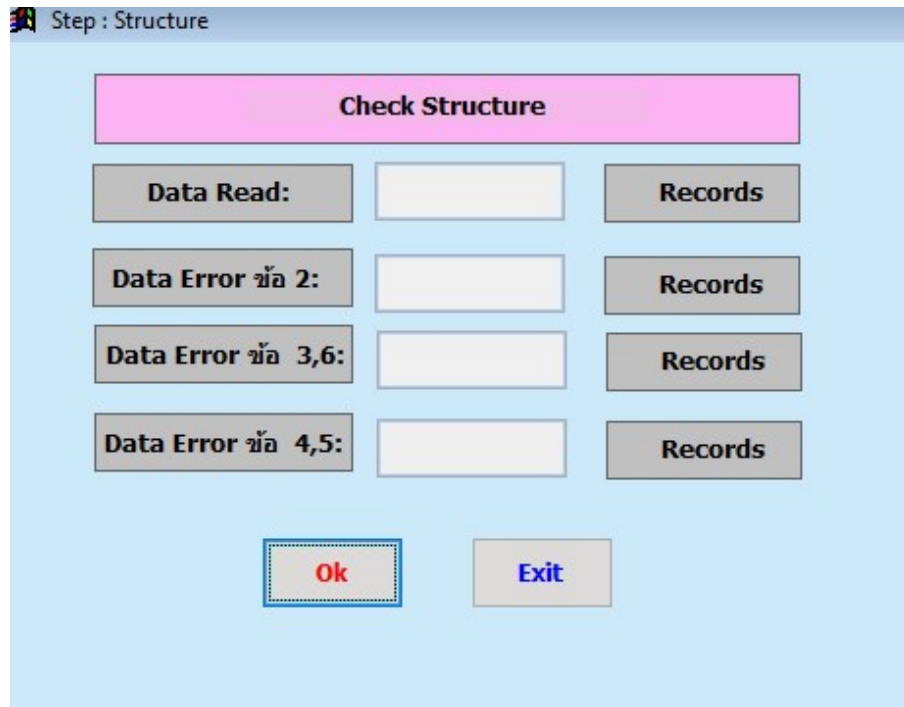 Step : Structure
Check Structure
Data Read: Records
Data Error ข้อ 2: Records
Data Error ข้อ 3,6: Records
Data Error ข้อ 4,5: Records
Ok Exit